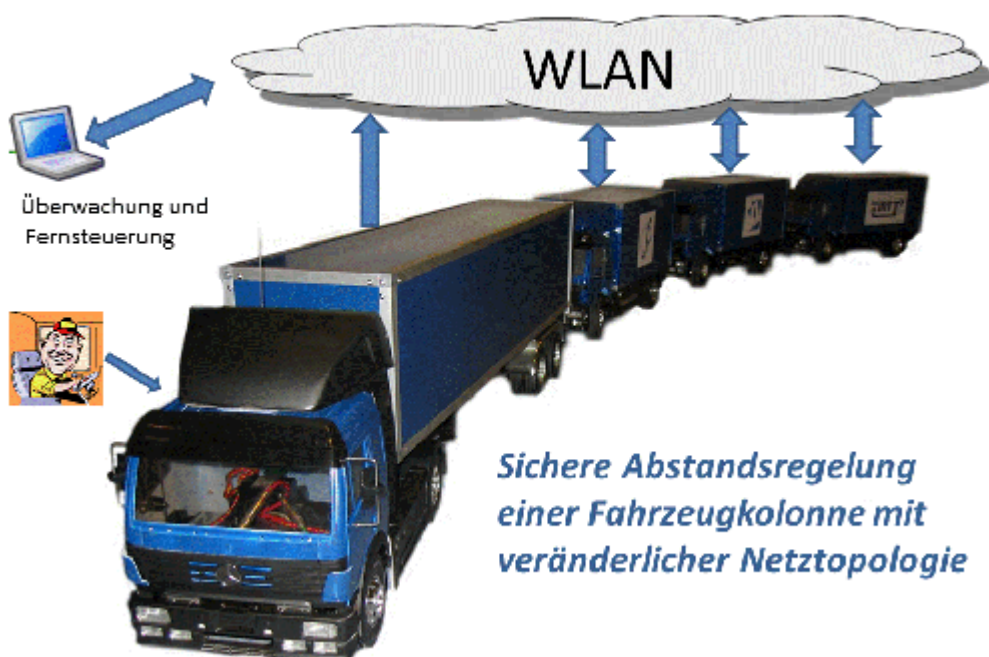 WLAN
Überwachung und
Fernsteuerung
Sichere Abstandsregelung
einer Fahrzeugkolonne mit
veränderlicher Netztopologie